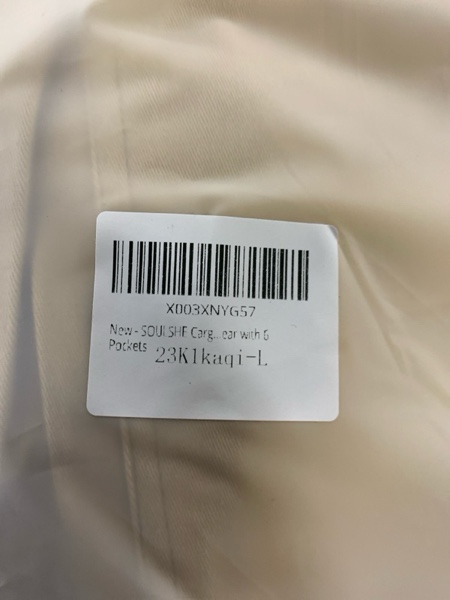 X003XNYG57
New - SOULSHE Carg...ear with 6
Pockets 23K1kaqi-L